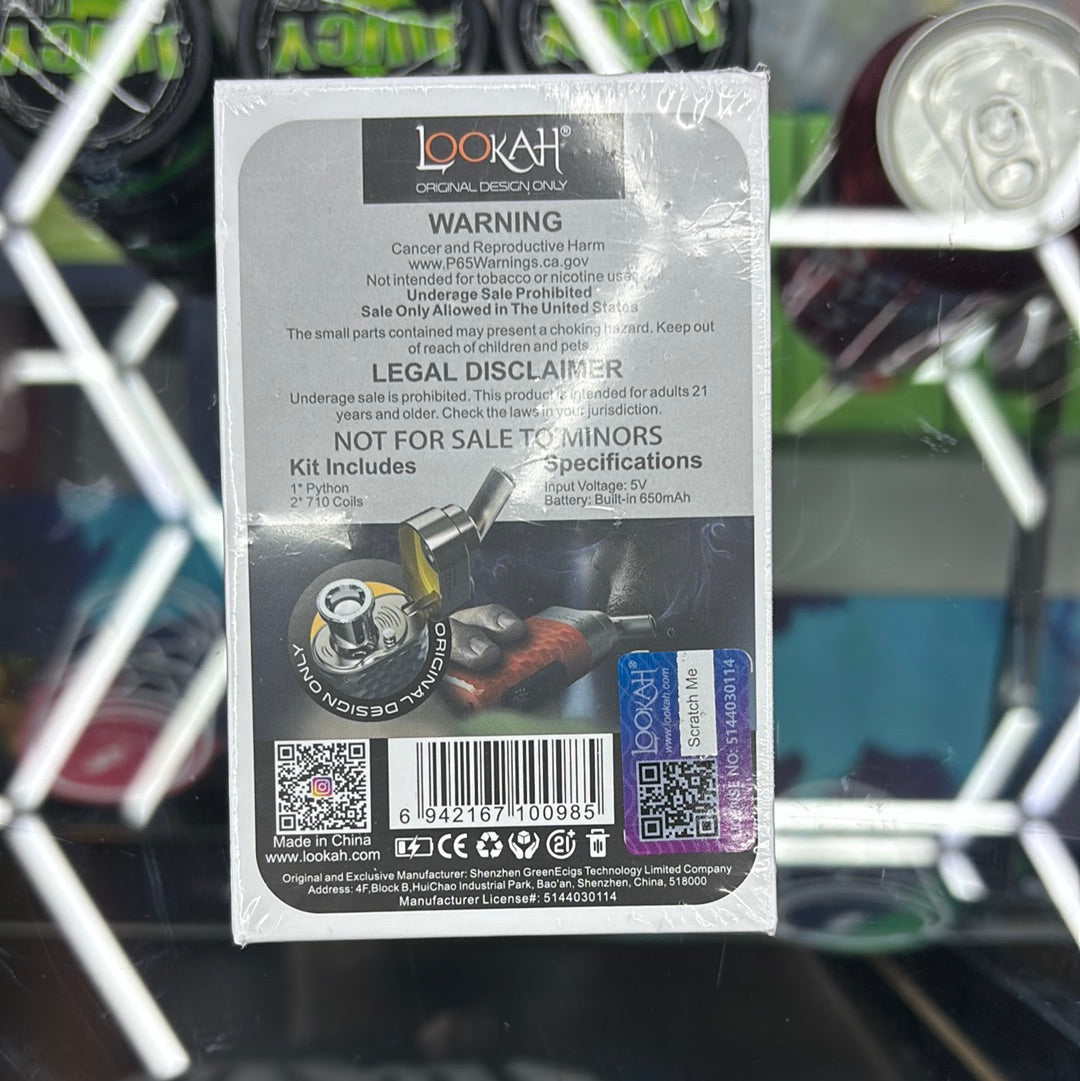 JUICY
JUICY
JUICY
LOOKAH®
ORIGINAL DESIGN ONLY
WARNING
Cancer and Reproductive Harm
www.P65Warnings.ca.gov
Not intended for tobacco or nicotine use
Underage Sale Prohibited
Sale Only Allowed in The United States
The small parts contained may present a choking hazard. Keep out
of reach of children and pets.
LEGAL DISCLAIMER
Underage sale is prohibited. This product is intended for adults 21
years and older. Check the laws in your jurisdiction.
NOT FOR SALE TO MINORS
Kit Includes
1* Python
2* 710 Coils
Specifications
Input Voltage: 5V
Battery: Built-in 650mAh
ORIGINAL DESIGN ONLY
LOOKAH®
www.lookah.com
Scratch Me
NO: 5144030114
6 942167 100985
Made in China
www.lookah.com
CE
21+
Original and Exclusive Manufacturer: Shenzhen GreenEcigs Technology Limited Company
Address: 4F,Block B,HuiChao Industrial Park, Bao'an, Shenzhen, China, 518000
Manufacturer License#: 5144030114